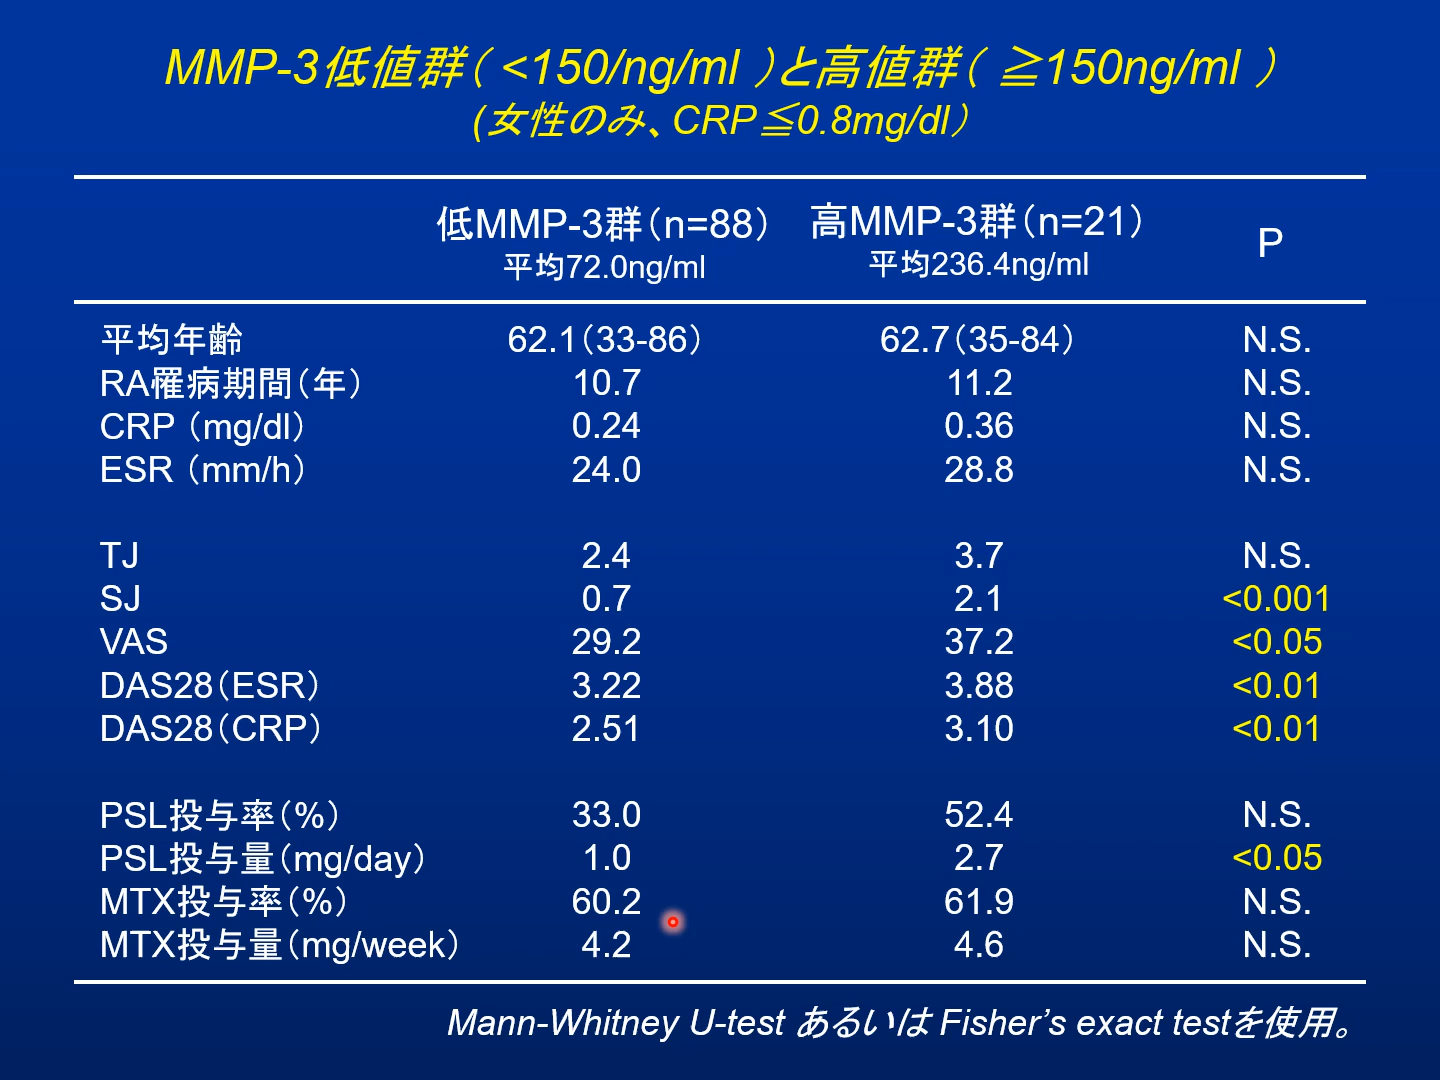 MMP-3低値群（ <150/ng/ml ）と高値群（ ≧150ng/ml ）
(女性のみ、CRP≦0.8mg/dl）
低MMP-3群（n=88） 高MMP-3群（n=21） P
平均72.0ng/ml 平均236.4ng/ml
平均年齢 62.1（33-86） 62.7（35-84） N.S.
RA罹病期間（年） 10.7 11.2 N.S.
CRP （mg/dl） 0.24 0.36 N.S.
ESR （mm/h） 24.0 28.8 N.S.
TJ 2.4 3.7 N.S.
SJ 0.7 2.1 <0.001
VAS 29.2 37.2 <0.05
DAS28（ESR） 3.22 3.88 <0.01
DAS28（CRP） 2.51 3.10 <0.01
PSL投与率（%） 33.0 52.4 N.S.
PSL投与量（mg/day） 1.0 2.7 <0.05
MTX投与率（%） 60.2 61.9 N.S.
MTX投与量（mg/week） 4.2 4.6 N.S.
Mann-Whitney U-test あるいは Fisher’s exact testを使用。